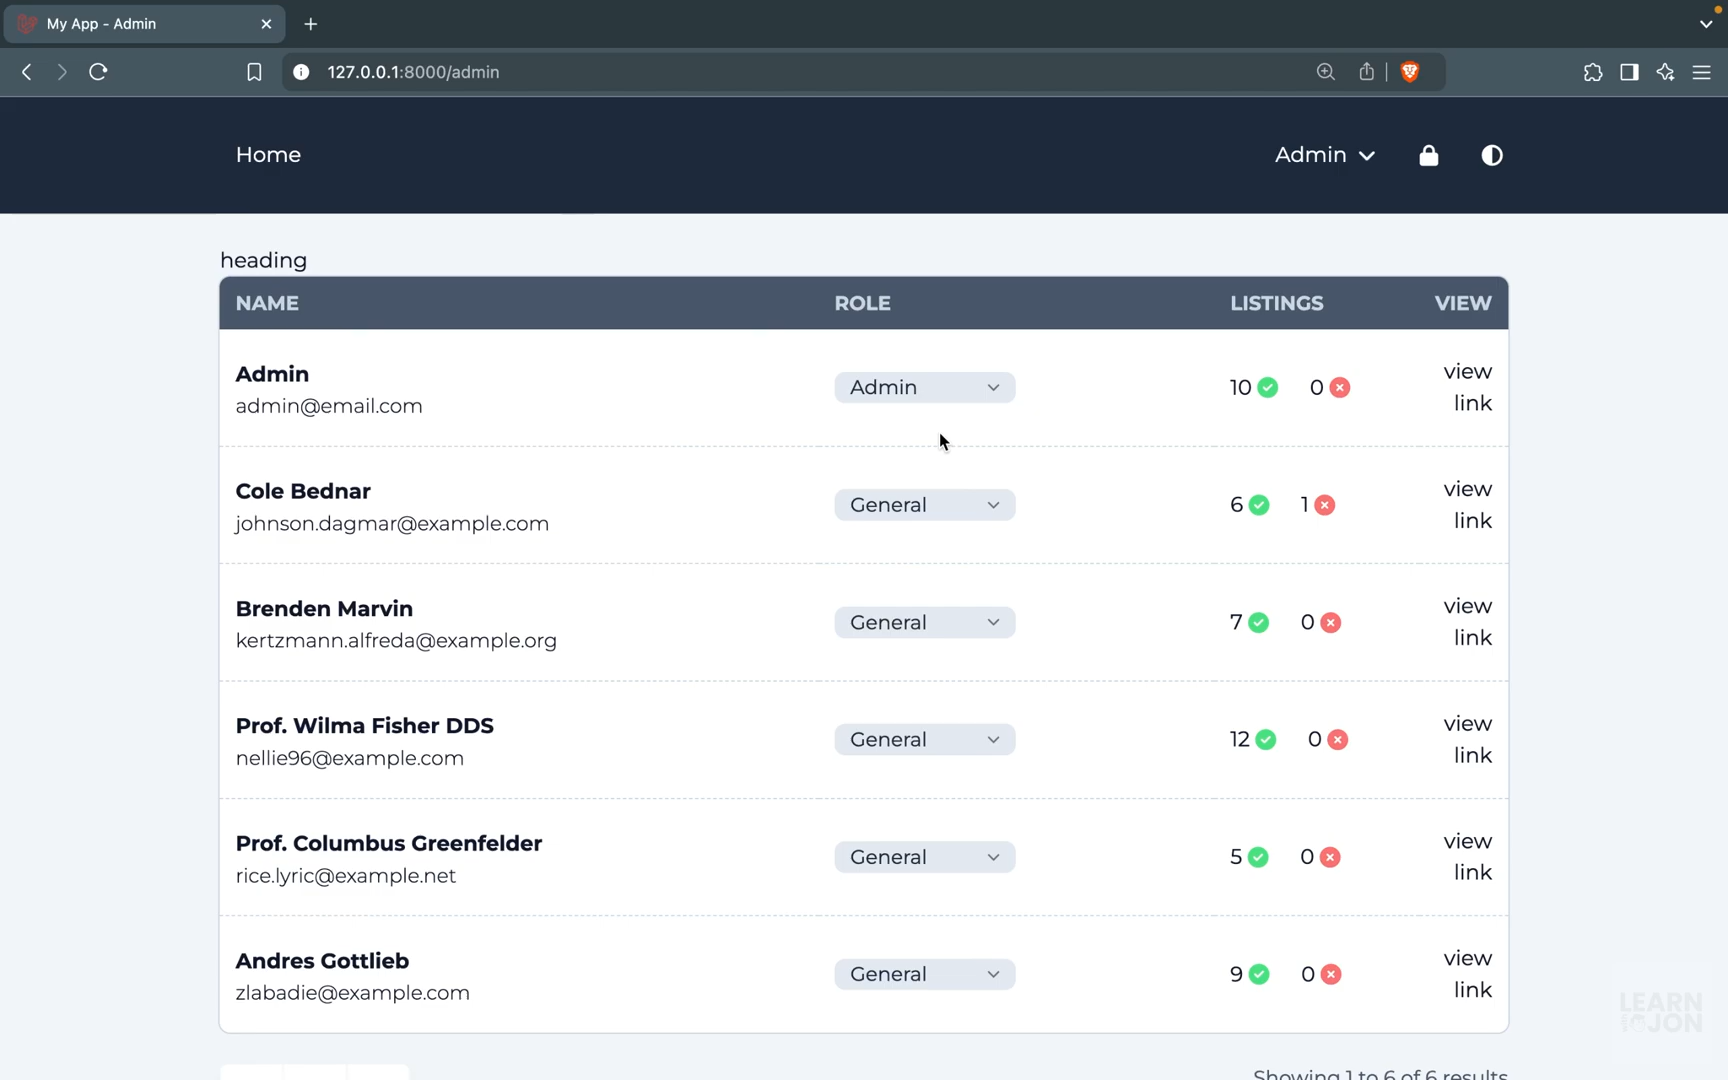 My App - Admin
127.0.0.1:8000/admin
Home
Admin
heading
NAME ROLE LISTINGS VIEW
Admin
admin@email.com
Admin
10 0
view
link
Cole Bednar
johnson.dagmar@example.com
General
6 1
view
link
Brenden Marvin
kertzmann.alfreda@example.org
General
7 0
view
link
Prof. Wilma Fisher DDS
nellie96@example.com
General
12 0
view
link
Prof. Columbus Greenfelder
rice.lyric@example.net
General
5 0
view
link
Andres Gottlieb
zlabadie@example.com
General
9 0
view
link
Showing 1 to 6 of 6 results
LEARN
JON